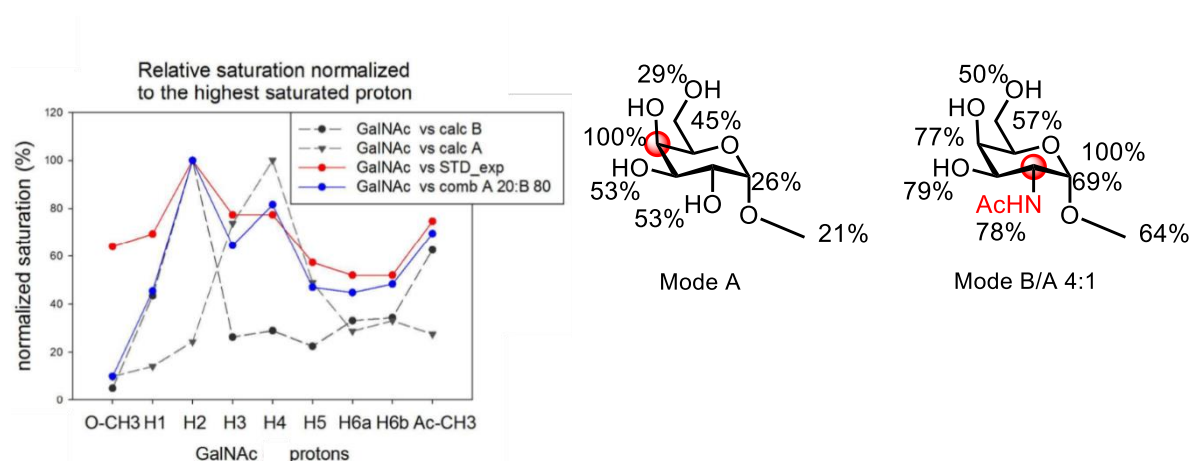 Relative saturation normalized
to the highest saturated proton
normalized saturation (%)
120
100
80
60
40
20
0
GalNAc vs calc B
GalNAc vs calc A
GalNAc vs STD_exp
GalNAc vs comb A 20:B 80
O-CH3 H1 H2 H3 H4 H5 H6a H6b Ac-CH3
GalNAc protons
29%
OH
HO
45%
100%
O
HO
53%
26%
53%
HO
O
21%
Mode A
50%
OH
HO
57%
77%
O
100%
HO
79%
69%
AcHN
O
78%
64%
Mode B/A 4:1